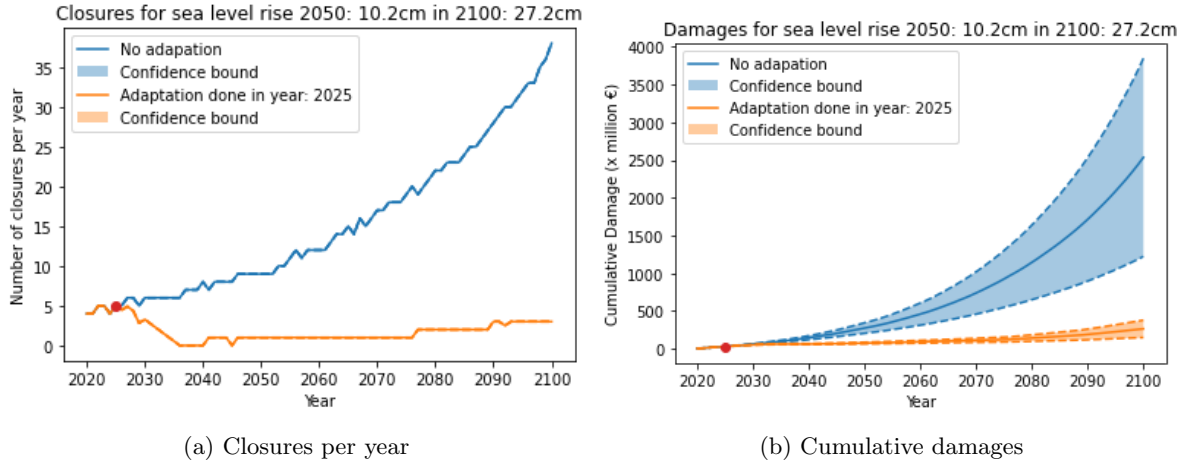 Closures for sea level rise 2050: 10.2cm in 2100: 27.2cm
No adapation
Confidence bound
Adaptation done in year: 2025
Confidence bound
Number of closures per year
35
30
25
20
15
10
5
0
2020 2030 2040 2050 2060 2070 2080 2090 2100
Year
(a) Closures per year
Damages for sea level rise 2050: 10.2cm in 2100: 27.2cm
No adapation
Confidence bound
Adaptation done in year: 2025
Confidence bound
Cumulative Damage (x million €)
4000
3500
3000
2500
2000
1500
1000
500
0
2020 2030 2040 2050 2060 2070 2080 2090 2100
Year
(b) Cumulative damages